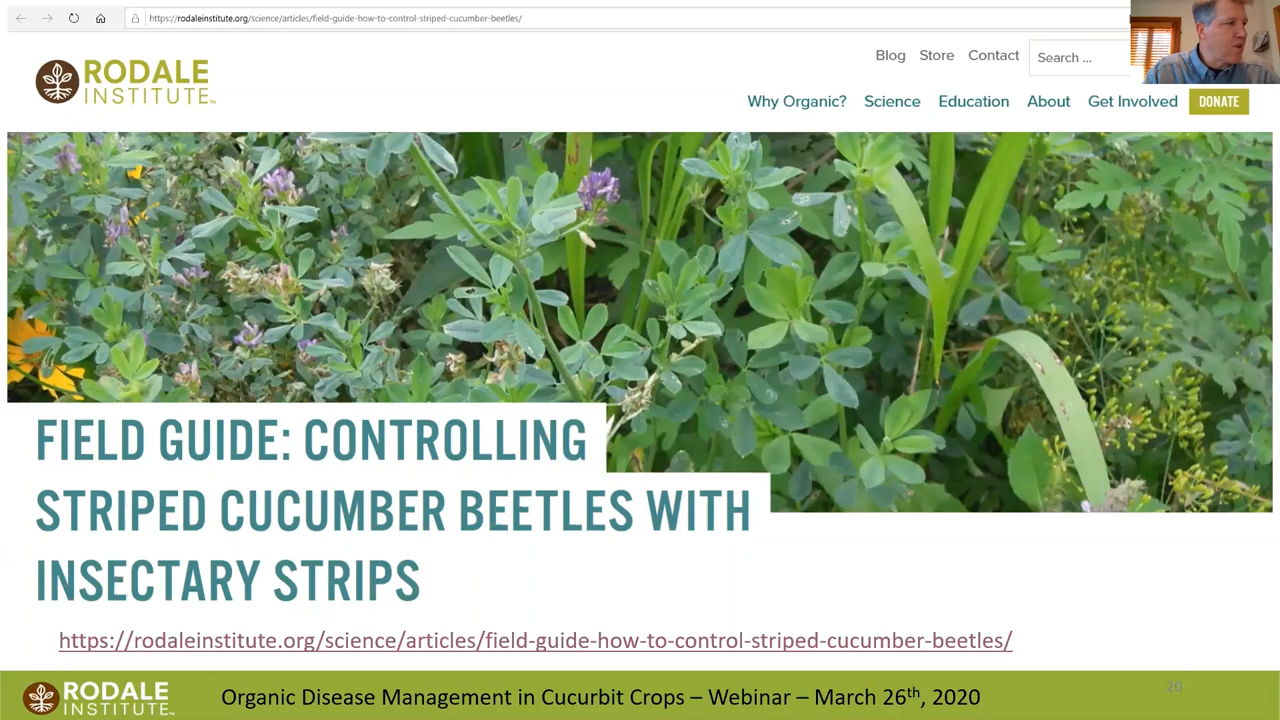 https://rodaleinstitute.org/science/articles/field-guide-how-to-control-striped-cucumber-beetles/
Blog Store Contact
Search ...
RODALE
INSTITUTE™
Why Organic? Science Education About Get Involved DONATE
FIELD GUIDE: CONTROLLING
STRIPED CUCUMBER BEETLES WITH
INSECTARY STRIPS
https://rodaleinstitute.org/science/articles/field-guide-how-to-control-striped-cucumber-beetles/
RODALE
INSTITUTE™
Organic Disease Management in Cucurbit Crops – Webinar – March 26th, 2020
20